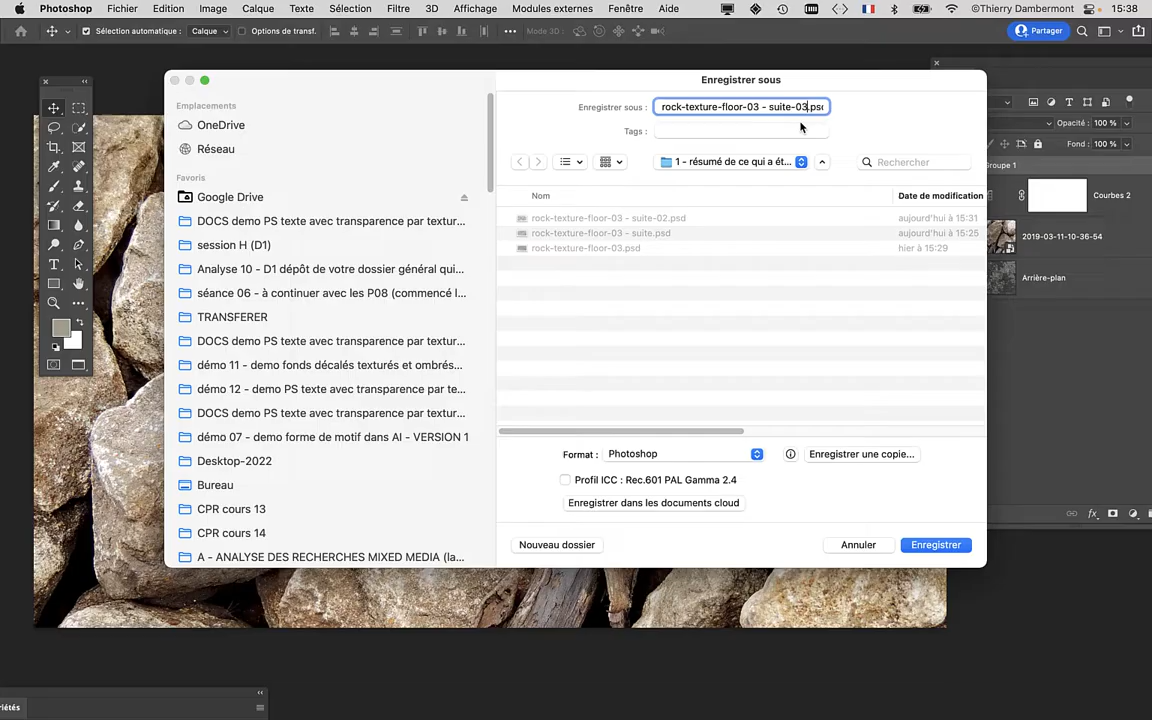 Photoshop Fichier Edition Image Calque Texte Sélection Filtre 3D Affichage Modules externes Fenêtre Aide ©Thierry Dambermont 15:38
Sélection automatique : Calque Options de transf. Mode 3D : Partager
Enregistrer sous
Emplacements
OneDrive
Réseau
Favoris
Google Drive
DOCS demo PS texte avec transparence par textur...
session H (D1)
Analyse 10 - D1 dépôt de votre dossier général qui...
séance 06 - à continuer avec les P08 (commencé l...
TRANSFERER
DOCS demo PS texte avec transparence par textur...
démo 11 - demo fonds décalés texturés et ombrés...
démo 12 - demo PS texte avec transparence par te...
DOCS demo PS texte avec transparence par textur...
démo 07 - demo forme de motif dans AI - VERSION 1
Desktop-2022
Bureau
CPR cours 13
CPR cours 14
A - ANALYSE DES RECHERCHES MIXED MEDIA (la...
Enregistrer sous : rock-texture-floor-03 - suite-03.psd
Tags :
1 - résumé de ce qui a ét... Rechercher
Nom Date de modification
rock-texture-floor-03 - suite-02.psd aujourd'hui à 15:31
rock-texture-floor-03 - suite.psd aujourd'hui à 15:25
rock-texture-floor-03.psd hier à 15:29
Format : Photoshop Enregistrer une copie...
Profil ICC : Rec.601 PAL Gamma 2.4
Enregistrer dans les documents cloud
Nouveau dossier Annuler Enregistrer
Opacité : 100 %
Fond : 100 %
Groupe 1
Courbes 2
2019-03-11-10-36-54
Arrière-plan
fx
riétés